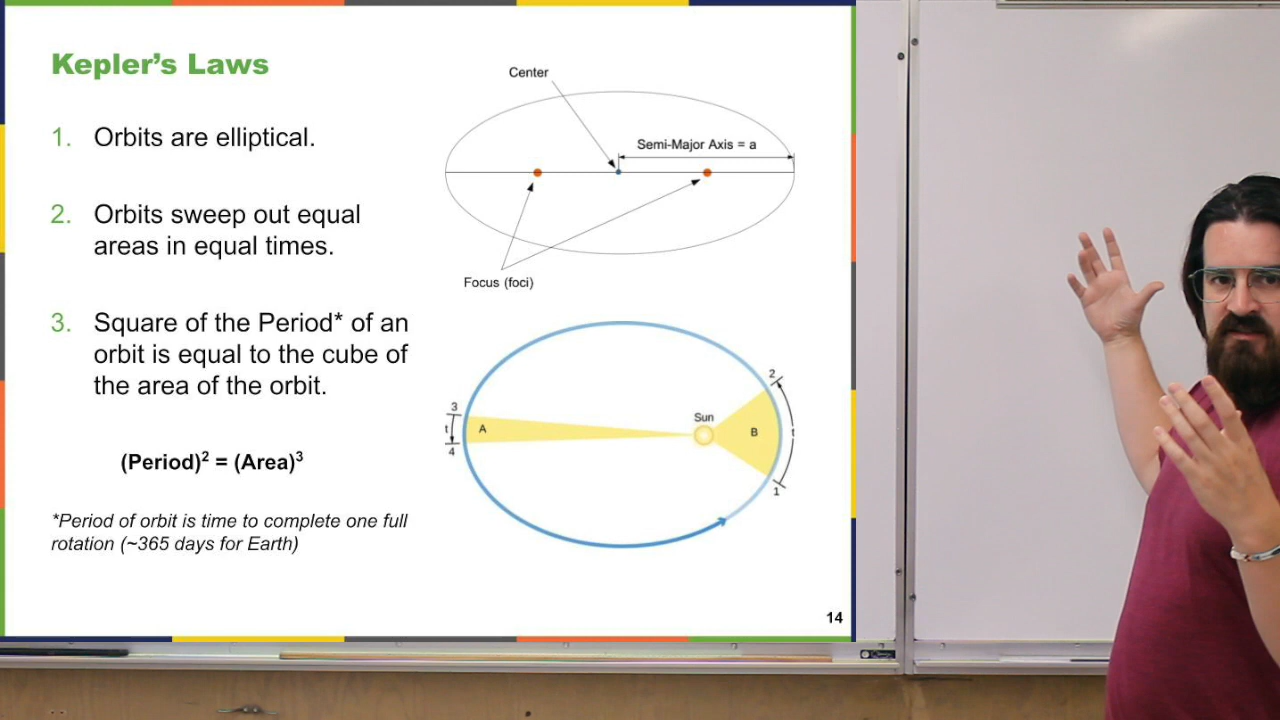 Kepler's Laws
1. Orbits are elliptical.
2. Orbits sweep out equal
areas in equal times.
3. Square of the Period* of an
orbit is equal to the cube of
the area of the orbit.
(Period)² = (Area)³
*Period of orbit is time to complete one full
rotation (~365 days for Earth)
Center
Semi-Major Axis = a
Focus (foci)
2
3
Sun
t
A
B
t
4
1
14